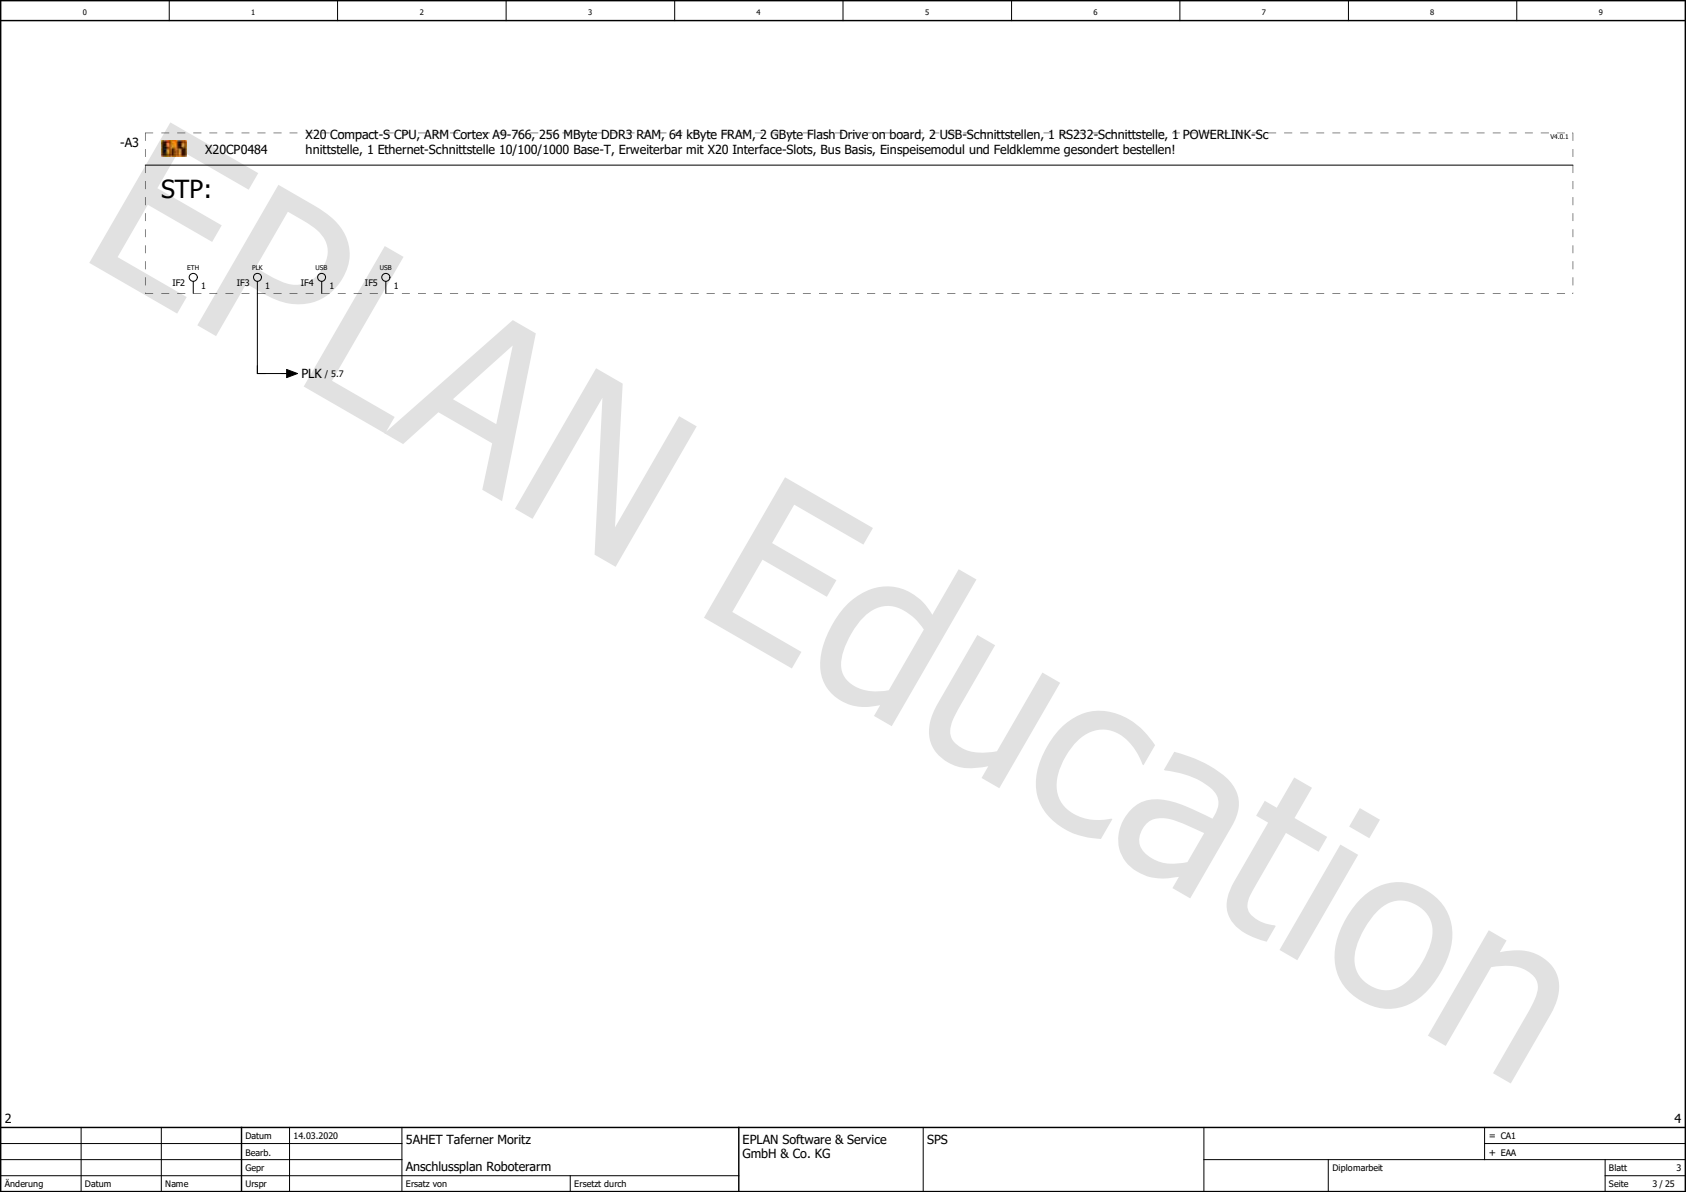 0 1 2 3 4 5 6 7 8 9
-A3
B&R X20CP0484
X20 Compact-S CPU, ARM Cortex A9-766, 256 MByte DDR3 RAM, 64 kByte FRAM, 2 GByte Flash Drive on board, 2 USB-Schnittstellen, 1 RS232-Schnittstelle, 1 POWERLINK-Sc
hnittstelle, 1 Ethernet-Schnittstelle 10/100/1000 Base-T, Erweiterbar mit X20 Interface-Slots, Bus Basis, Einspeisemodul und Feldklemme gesondert bestellen!
V4.0.1
STP:
ETH PLK USB USB
IF2 1 IF3 1 IF4 1 IF5 1
PLK / 5.7
EPLAN Education
2 4
Datum 14.03.2020
Bearb.
Gepr
Änderung Datum Name Urspr
5AHET Taferner Moritz
Anschlussplan Roboterarm
Ersatz von Ersetzt durch
EPLAN Software & Service
GmbH & Co. KG
SPS
= CA1
+ EAA
Diplomarbeit
Blatt 3
Seite 3 / 25